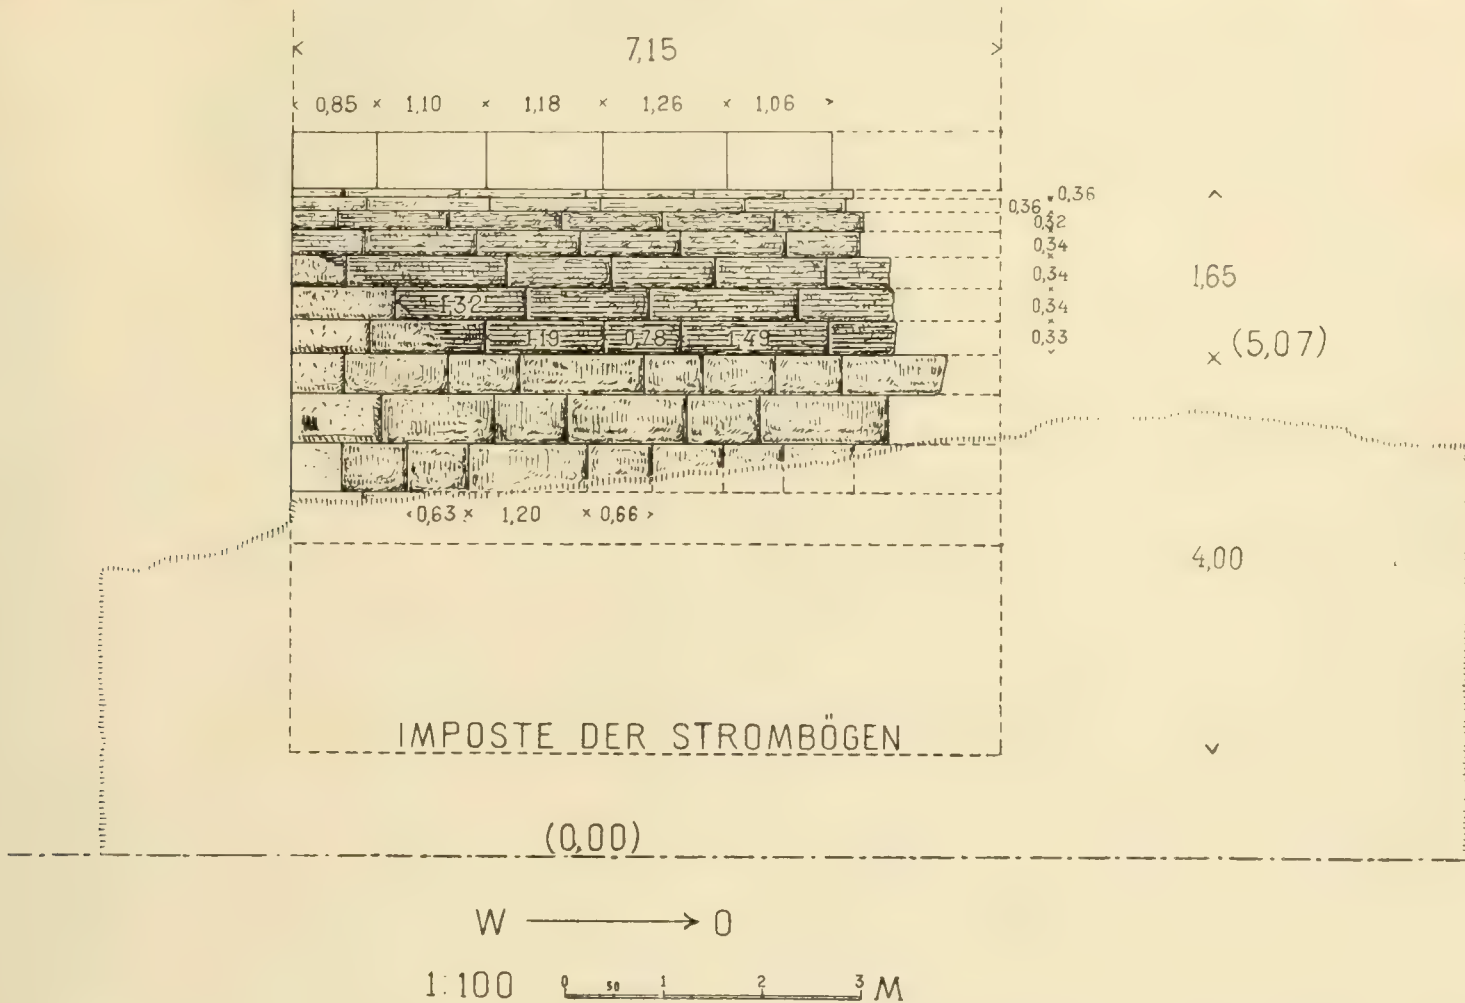 7,15
0,85 × 1,10 × 1,18 × 1,26 × 1,06
0,36
0,36
0,32
0,34
1,65
0,34
1,32
0,34
1,19 0,78 1,49
0,33
× (5,07)
0,63 × 1,20 × 0,66
4,00
IMPOSTE DER STROMBÖGEN
(0,00)
W O
1:100 0 50 1 2 3 M